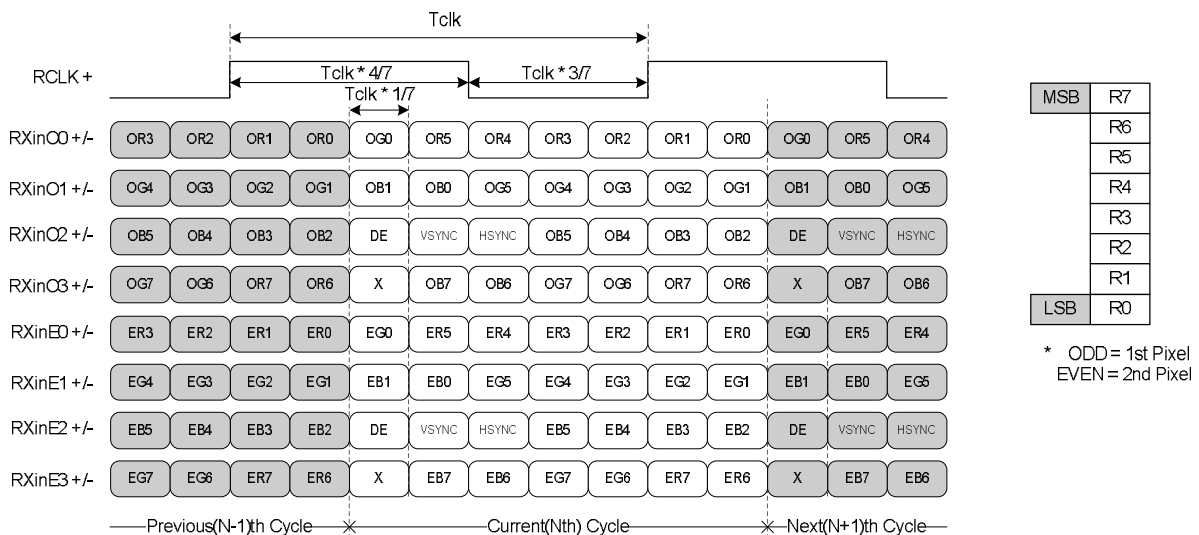 Tclk
RCLK +
Tclk * 4/7
Tclk * 3/7
Tclk * 1/7
RXinO0 +/- OR3 OR2 OR1 OR0 OG0 OR5 OR4 OR3 OR2 OR1 OR0 OG0 OR5 OR4
RXinO1 +/- OG4 OG3 OG2 OG1 OB1 OB0 OG5 OG4 OG3 OG2 OG1 OB1 OB0 OG5
RXinO2 +/- OB5 OB4 OB3 OB2 DE VSYNC HSYNC OB5 OB4 OB3 OB2 DE VSYNC HSYNC
RXinO3 +/- OG7 OG6 OR7 OR6 X OB7 OB6 OG7 OG6 OR7 OR6 X OB7 OB6
RXinE0 +/- ER3 ER2 ER1 ER0 EG0 ER5 ER4 ER3 ER2 ER1 ER0 EG0 ER5 ER4
RXinE1 +/- EG4 EG3 EG2 EG1 EB1 EB0 EG5 EG4 EG3 EG2 EG1 EB1 EB0 EG5
RXinE2 +/- EB5 EB4 EB3 EB2 DE VSYNC HSYNC EB5 EB4 EB3 EB2 DE VSYNC HSYNC
RXinE3 +/- EG7 EG6 ER7 ER6 X EB7 EB6 EG7 EG6 ER7 ER6 X EB7 EB6
Previous(N-1)th Cycle Current(Nth) Cycle Next(N+1)th Cycle
MSB R7
R6
R5
R4
R3
R2
R1
LSB R0
* ODD = 1st Pixel
EVEN = 2nd Pixel